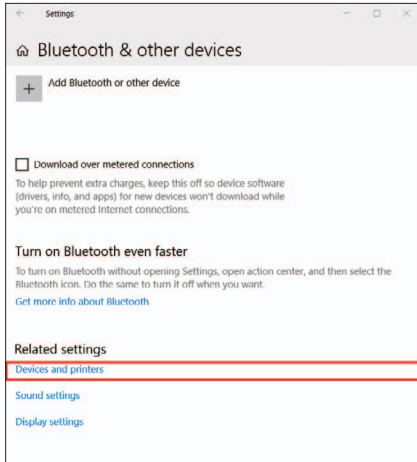 Settings
Bluetooth & other devices
Add Bluetooth or other device
Download over metered connections
To help prevent extra charges, keep this off so device software
(drivers, info, and apps) for new devices won't download while
you're on metered Internet connections.
Turn on Bluetooth even faster
To turn on Bluetooth without opening Settings, open action center, and then select the
Bluetooth icon. Do the same to turn it off when you want.
Get more info about Bluetooth
Related settings
Devices and printers
Sound settings
Display settings